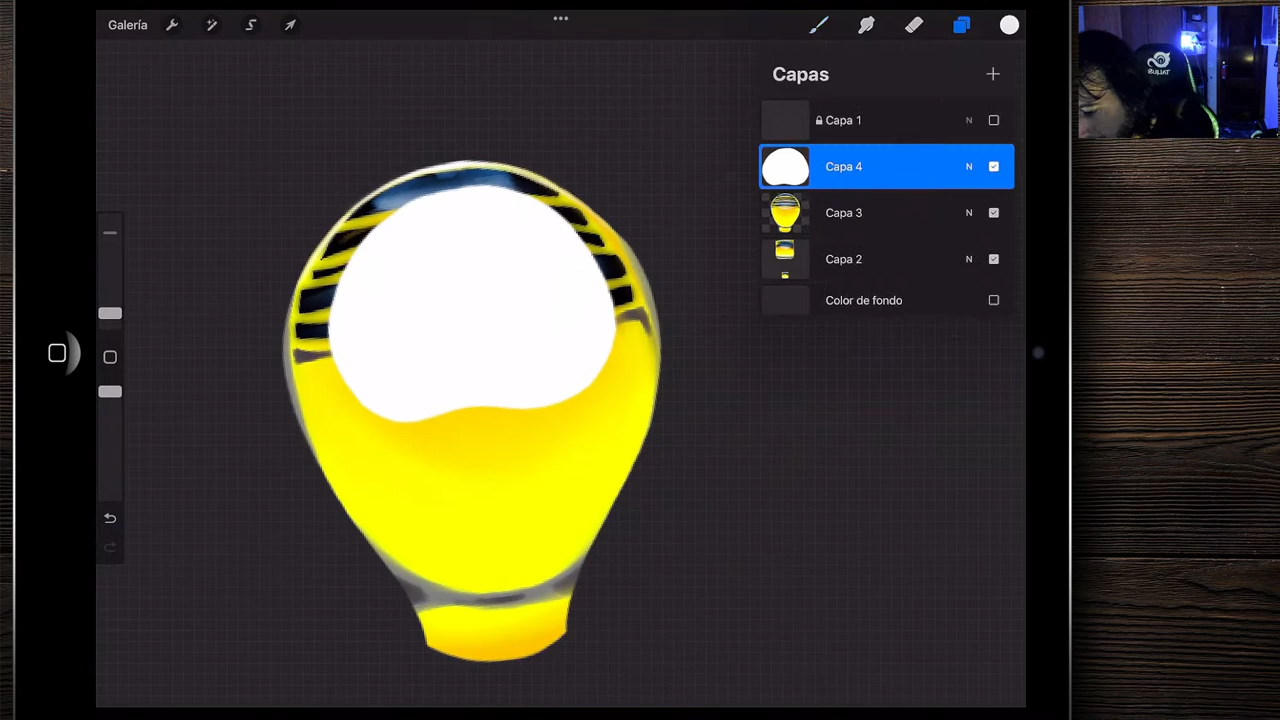 Galería
Capas
Capa 1
N
Capa 4
N
Capa 3
N
Capa 2
N
Color de fondo